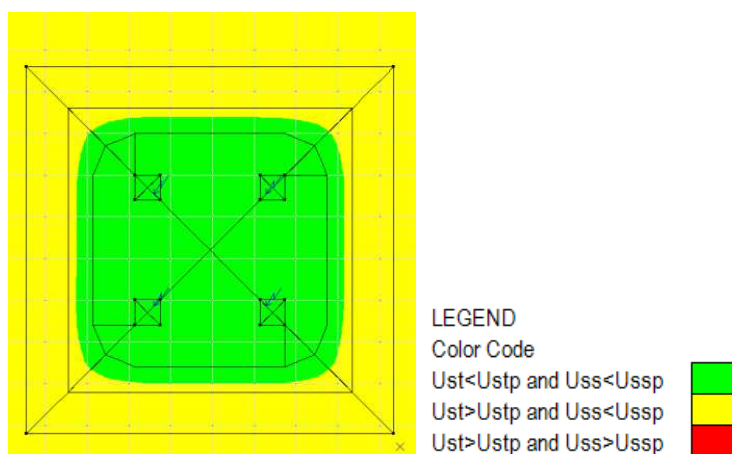 LEGEND
Color Code
Ust<Ustp and Uss<Ussp
Ust>Ustp and Uss<Ussp
Ust>Ustp and Uss>Ussp